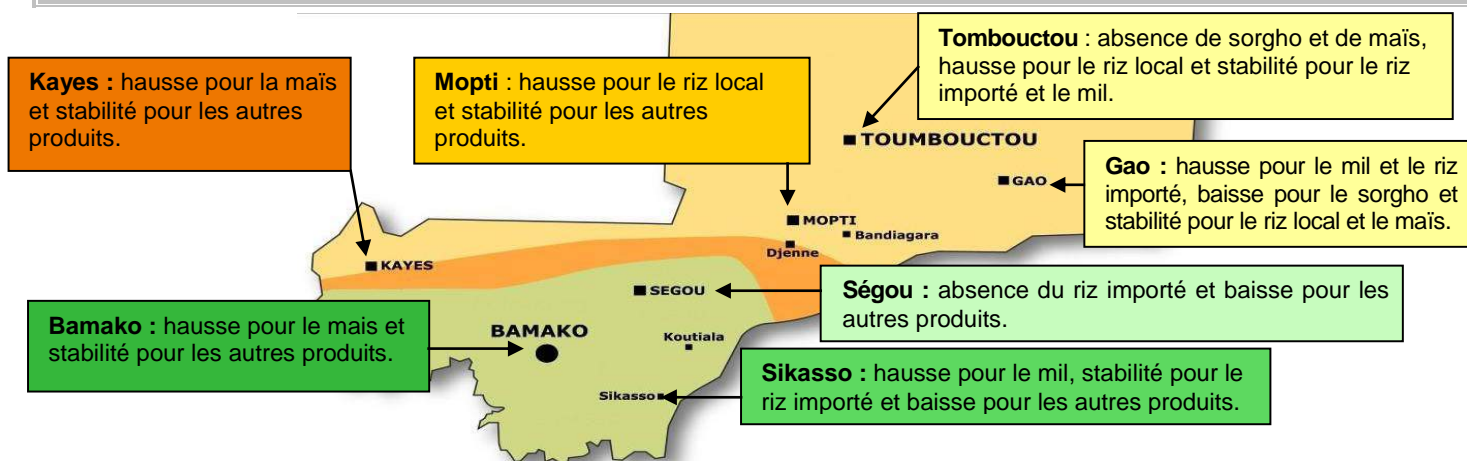 Tombouctou : absence de sorgho et de maïs,
hausse pour le riz local et stabilité pour le riz
importé et le mil.
Kayes : hausse pour la maïs
et stabilité pour les autres
produits.
Mopti : hausse pour le riz local
et stabilité pour les autres
produits.
TOUMBOUCTOU
Gao : hausse pour le mil et le riz
importé, baisse pour le sorgho et
stabilité pour le riz local et le maïs.
GAO
MOPTI
Bandiagara
Djenne
KAYES
SEGOU
Ségou : absence du riz importé et baisse pour les
autres produits.
Bamako : hausse pour le mais et
stabilité pour les autres produits.
BAMAKO
Koutiala
Sikasso
Sikasso : hausse pour le mil, stabilité pour le
riz importé et baisse pour les autres produits.